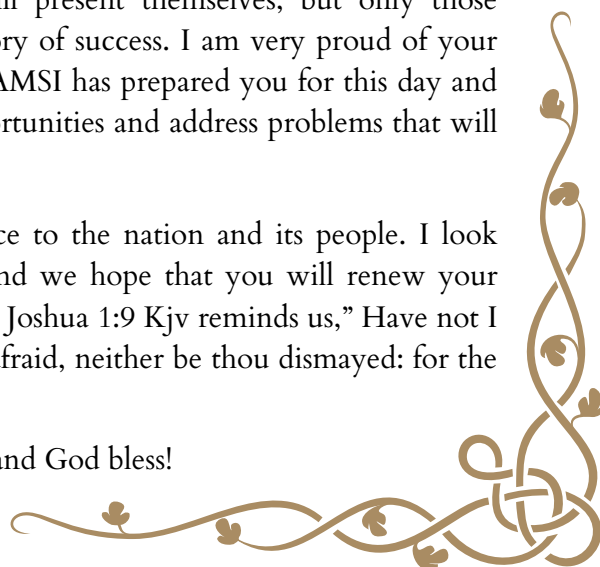 present themselves, but only those
ry of success. I am very proud of your
AMSI has prepared you for this day and
rtunities and address problems that will
ce to the nation and its people. I look
nd we hope that you will renew your
Joshua 1:9 Kjv reminds us,” Have not I
fraid, neither be thou dismayed: for the
and God bless!